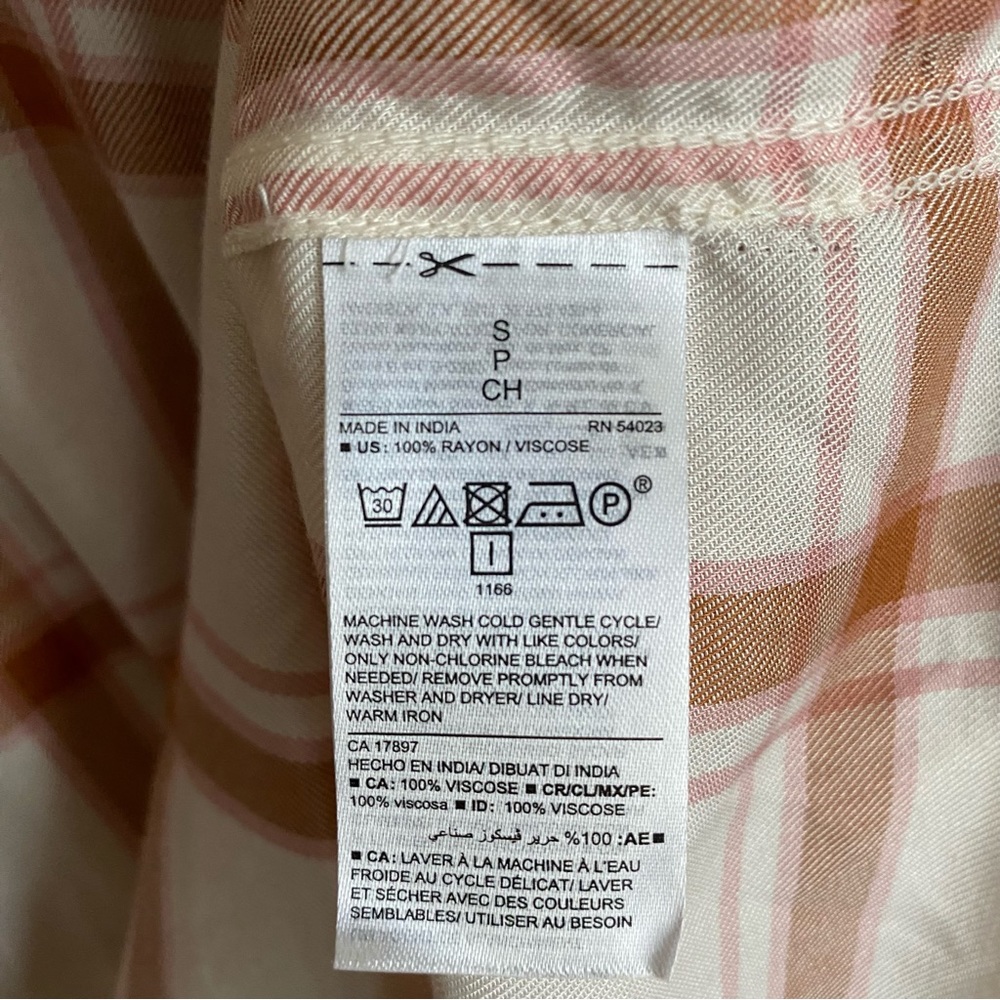 S
P
CH
MADE IN INDIA RN 54023
■ US: 100% RAYON / VISCOSE
30 P ®
1166
MACHINE WASH COLD GENTLE CYCLE/
WASH AND DRY WITH LIKE COLORS/
ONLY NON-CHLORINE BLEACH WHEN
NEEDED/ REMOVE PROMPTLY FROM
WASHER AND DRYER/ LINE DRY/
WARM IRON
CA 17897
HECHO EN INDIA/ DIBUAT DI INDIA
■ CA: 100% VISCOSE ■ CR/CL/MX/PE:
100% viscosa ■ ID: 100% VISCOSE
■AE: 100% حرير ڤيسكوز صناعي
■ CA: LAVER À LA MACHINE À L'EAU
FROIDE AU CYCLE DÉLICAT/ LAVER
ET SÉCHER AVEC DES COULEURS
SEMBLABLES/ UTILISER AU BESOIN